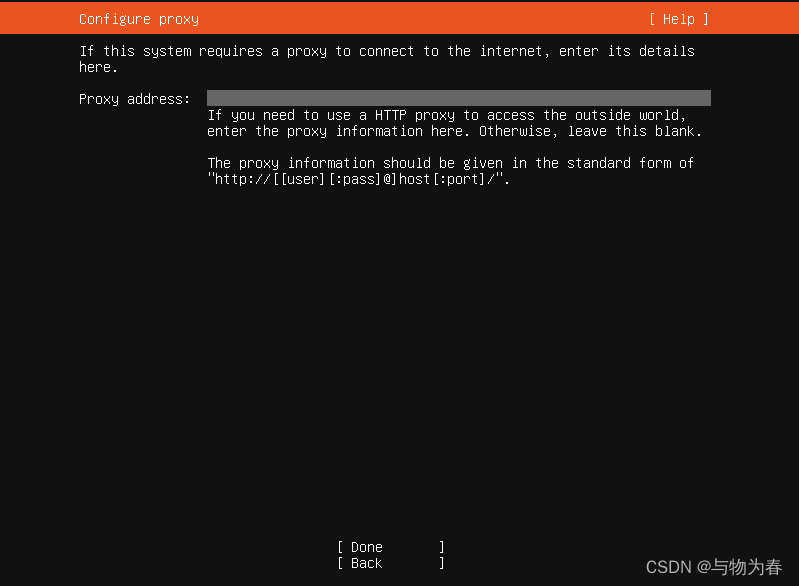 Configure proxy [ Help ]
If this system requires a proxy to connect to the internet, enter its details
here.
Proxy address:
If you need to use a HTTP proxy to access the outside world,
enter the proxy information here. Otherwise, leave this blank.
The proxy information should be given in the standard form of
"http://[[user][:pass]@]host[:port]/".
[ Done ]
[ Back ]
CSDN @与物为春